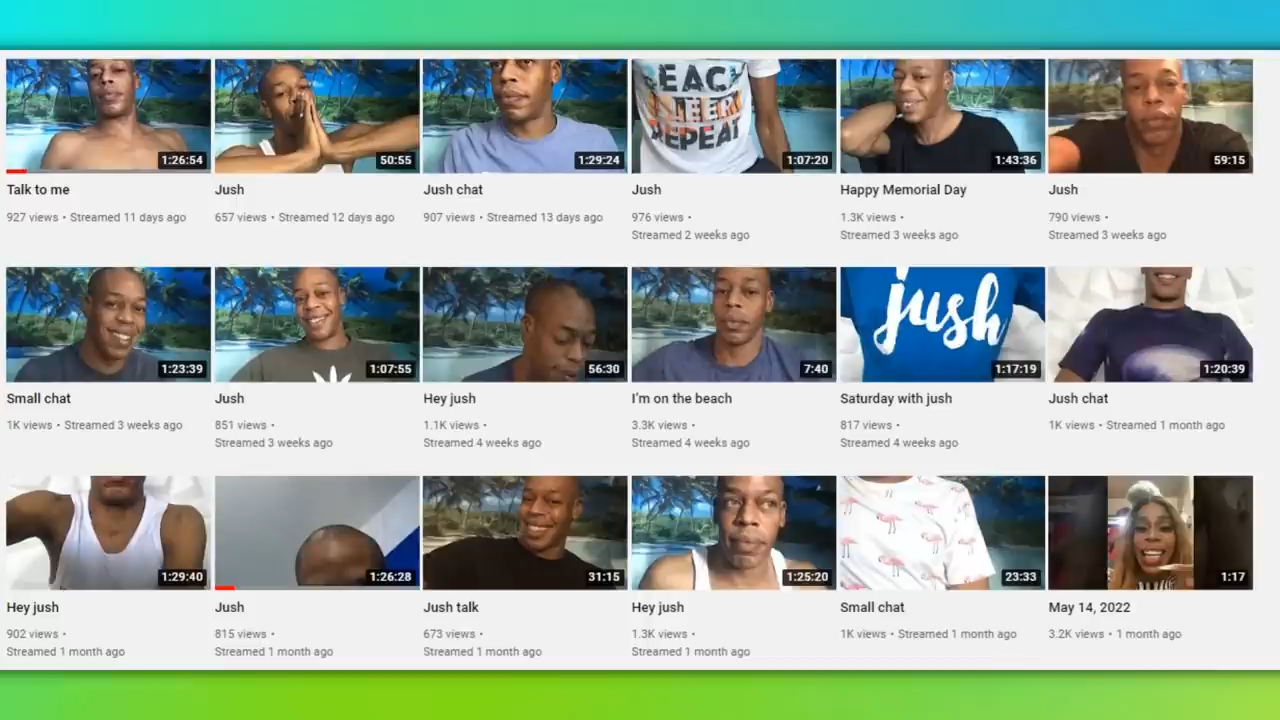 EAC
LEEP
REPEAT
1:26:54
50:55
1:29:24
1:07:20
1:43:36
59:15
Talk to me
Jush
Jush chat
Jush
Happy Memorial Day
Jush
927 views • Streamed 11 days ago
657 views • Streamed 12 days ago
907 views • Streamed 13 days ago
976 views •
Streamed 2 weeks ago
1.3K views •
Streamed 3 weeks ago
790 views •
Streamed 3 weeks ago
jush
1:23:39
1:07:55
56:30
7:40
1:17:19
1:20:39
Small chat
Jush
Hey jush
I'm on the beach
Saturday with jush
Jush chat
1K views • Streamed 3 weeks ago
851 views •
Streamed 3 weeks ago
1.1K views •
Streamed 4 weeks ago
3.3K views •
Streamed 4 weeks ago
817 views •
Streamed 4 weeks ago
1K views • Streamed 1 month ago
1:29:40
1:26:28
31:15
1:25:20
23:33
1:17
Hey jush
Jush
Jush talk
Hey jush
Small chat
May 14, 2022
902 views •
Streamed 1 month ago
815 views •
Streamed 1 month ago
673 views •
Streamed 1 month ago
1.3K views •
Streamed 1 month ago
1K views • Streamed 1 month ago
3.2K views • 1 month ago